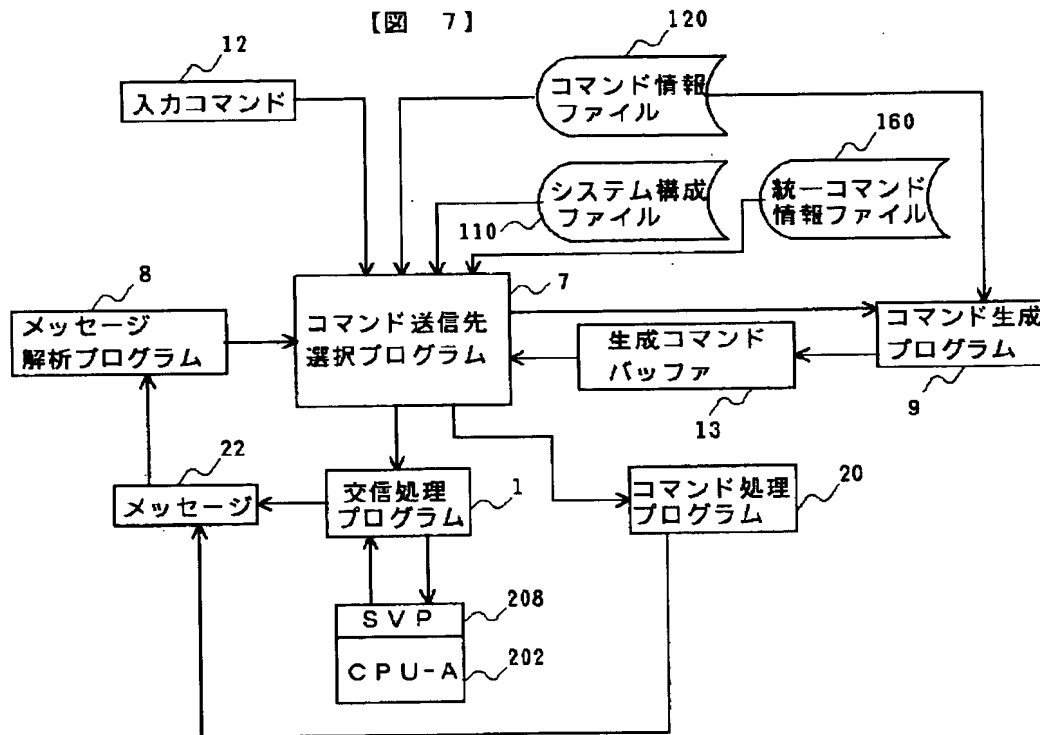 【図 7】
12
入力コマンド
120
コマンド情報
ファイル
160
システム構成
ファイル
110
統一コマンド
情報ファイル
8
メッセージ
解析プログラム
7
コマンド送信先
選択プログラム
生成コマンド
バッファ
13
コマンド生成
プログラム
9
22
メッセージ
交信処理
プログラム
1
コマンド処理
プログラム
20
SVP
208
CPU-A
202